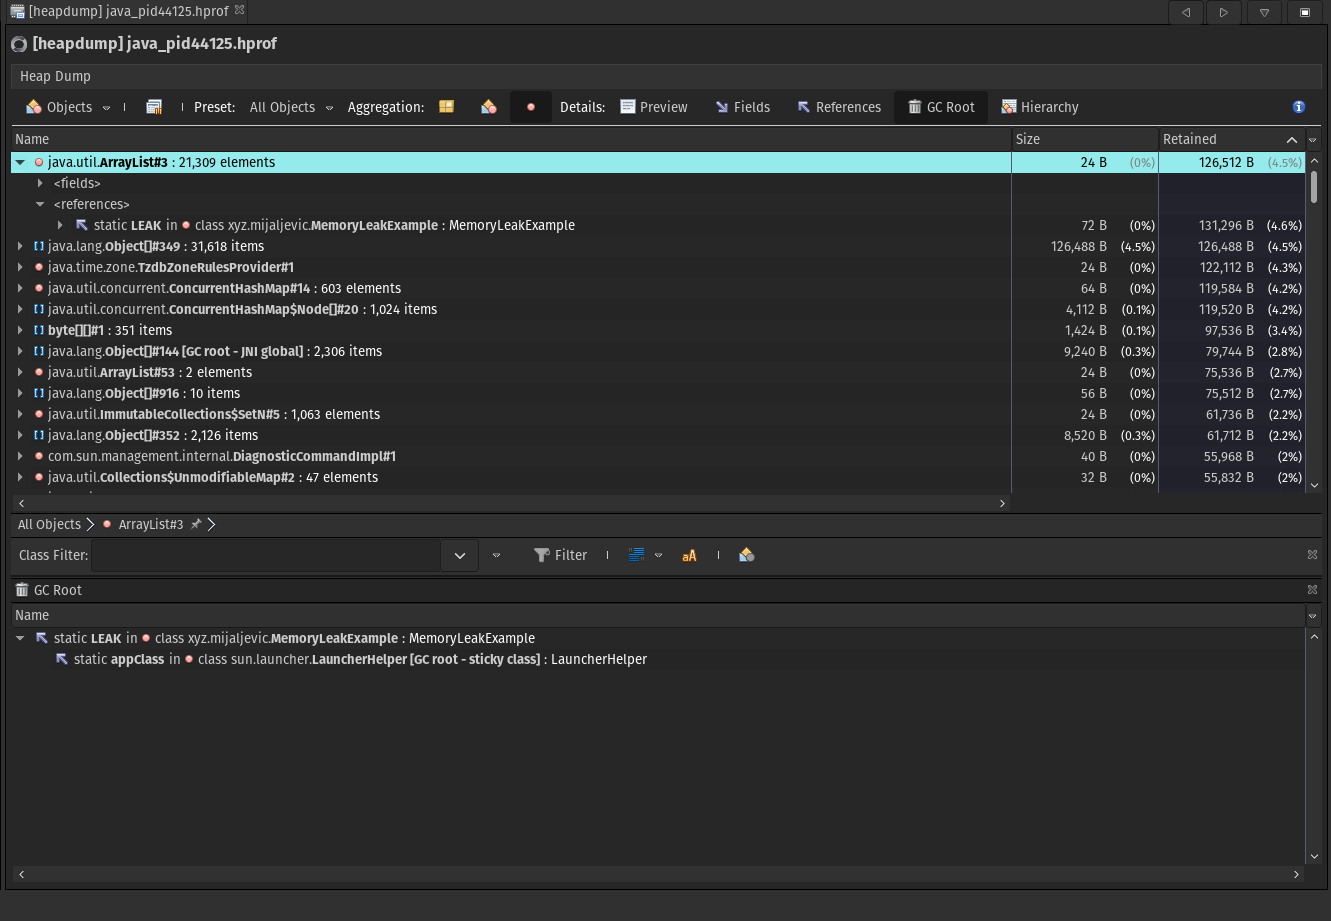 [heapdump] java_pid44125.hprof
[heapdump] java_pid44125.hprof
Heap Dump
Objects Preset: All Objects Aggregation: Details: Preview Fields References GC Root Hierarchy
Name Size Retained
java.util.ArrayList#3 : 21,309 elements 24 B (0%) 126,512 B (4.5%)
<fields>
<references>
static LEAK in class xyz.mijaljevic.MemoryLeakExample : MemoryLeakExample 72 B (0%) 131,296 B (4.6%)
java.lang.Object[]#349 : 31,618 items 126,488 B (4.5%) 126,488 B (4.5%)
java.time.zone.TzdbZoneRulesProvider#1 24 B (0%) 122,112 B (4.3%)
java.util.concurrent.ConcurrentHashMap#14 : 603 elements 64 B (0%) 119,584 B (4.2%)
java.util.concurrent.ConcurrentHashMap$Node[]#20 : 1,024 items 4,112 B (0.1%) 119,520 B (4.2%)
byte[][]#1 : 351 items 1,424 B (0.1%) 97,536 B (3.4%)
java.lang.Object[]#144 [GC root - JNI global] : 2,306 items 9,240 B (0.3%) 79,744 B (2.8%)
java.util.ArrayList#53 : 2 elements 24 B (0%) 75,536 B (2.7%)
java.lang.Object[]#916 : 10 items 56 B (0%) 75,512 B (2.7%)
java.util.ImmutableCollections$SetN#5 : 1,063 elements 24 B (0%) 61,736 B (2.2%)
java.lang.Object[]#352 : 2,126 items 8,520 B (0.3%) 61,712 B (2.2%)
com.sun.management.internal.DiagnosticCommandImpl#1 40 B (0%) 55,968 B (2%)
java.util.Collections$UnmodifiableMap#2 : 47 elements 32 B (0%) 55,832 B (2%)
All Objects ArrayList#3
Class Filter: Filter aA
GC Root
Name
static LEAK in class xyz.mijaljevic.MemoryLeakExample : MemoryLeakExample
static appClass in class sun.launcher.LauncherHelper [GC root - sticky class] : LauncherHelper